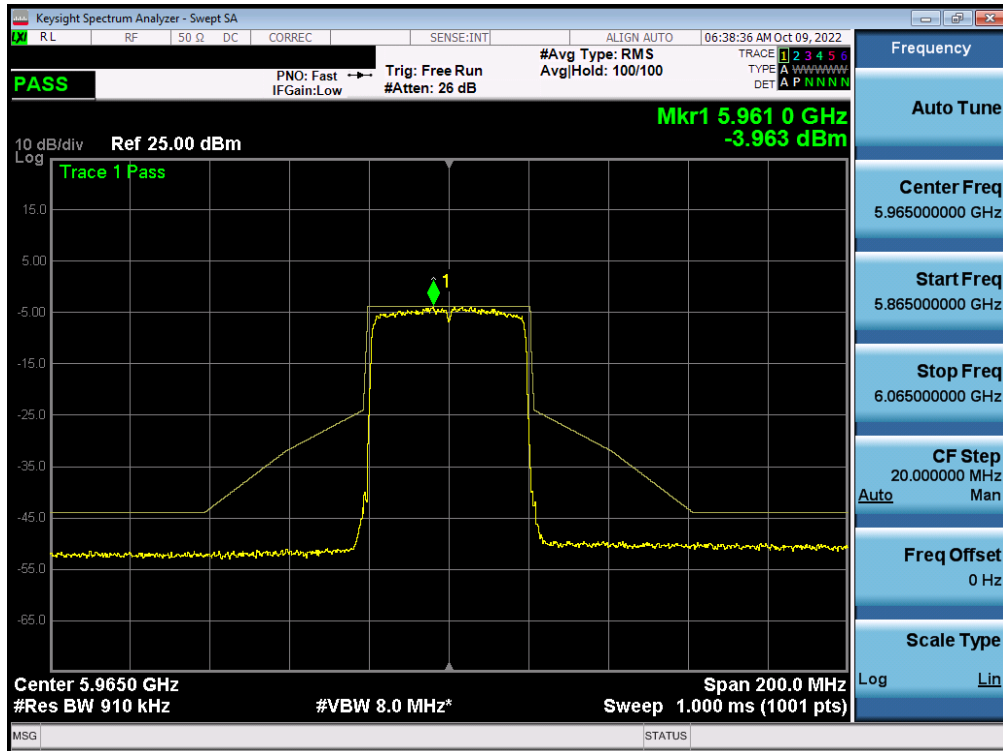 Keysight Spectrum Analyzer - Swept SA
LXI RL RF 50 Ω DC CORREC SENSE:INT ALIGN AUTO 06:38:36 AM Oct 09, 2022
PASS
PNO: Fast
IFGain:Low
Trig: Free Run
#Atten: 26 dB
#Avg Type: RMS
Avg|Hold: 100/100
TRACE 1 2 3 4 5 6
TYPE A WWWWW
DET A P N N N N
Mkr1 5.961 0 GHz
-3.963 dBm
10 dB/div Ref 25.00 dBm
Log
Trace 1 Pass
15.0
5.00
1
-5.00
-15.0
-25.0
-35.0
-45.0
-55.0
-65.0
Center 5.9650 GHz Span 200.0 MHz
#Res BW 910 kHz #VBW 8.0 MHz* Sweep 1.000 ms (1001 pts)
MSG STATUS
Frequency
Auto Tune
Center Freq
5.965000000 GHz
Start Freq
5.865000000 GHz
Stop Freq
6.065000000 GHz
CF Step
20.000000 MHz
Auto Man
Freq Offset
0 Hz
Scale Type
Log Lin